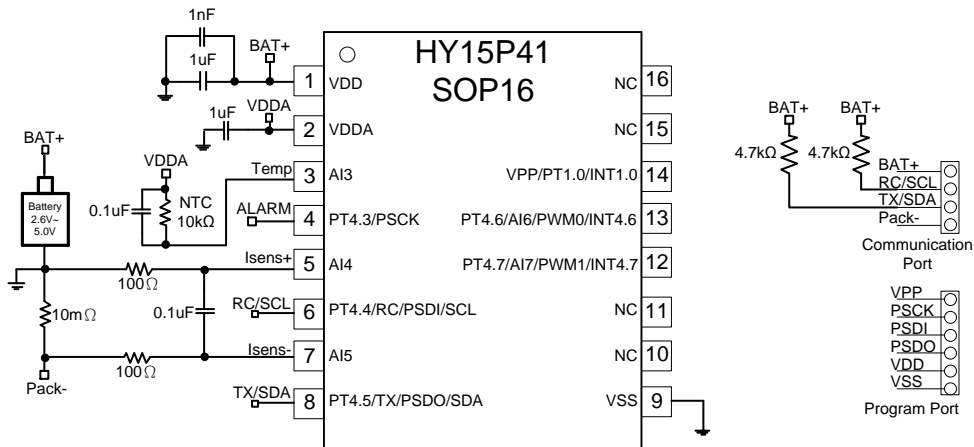 1nF
1uF
BAT+
1 VDD
HY15P41
SOP16
NC 16
1uF
VDDA
2 VDDA
NC 15
BAT+
Battery
2.6V~
5.0V
VDDA
0.1uF
NTC
10kΩ
Temp
3 AI3
VPP/PT1.0/INT1.0 14
ALARM
4 PT4.3/PSCK
PT4.6/AI6/PWM0/INT4.6 13
Isens+
5 AI4
PT4.7/AI7/PWM1/INT4.7 12
100Ω
10mΩ
0.1uF
RC/SCL
6 PT4.4/RC/PSDI/SCL
NC 11
Isens-
7 AI5
NC 10
100Ω
Pack-
TX/SDA
8 PT4.5/TX/PSDO/SDA
VSS 9
BAT+
BAT+
4.7kΩ
4.7kΩ
BAT+
RC/SCL
TX/SDA
Pack-
Communication
Port
VPP
PSCK
PSDI
PSDO
VDD
VSS
Program Port